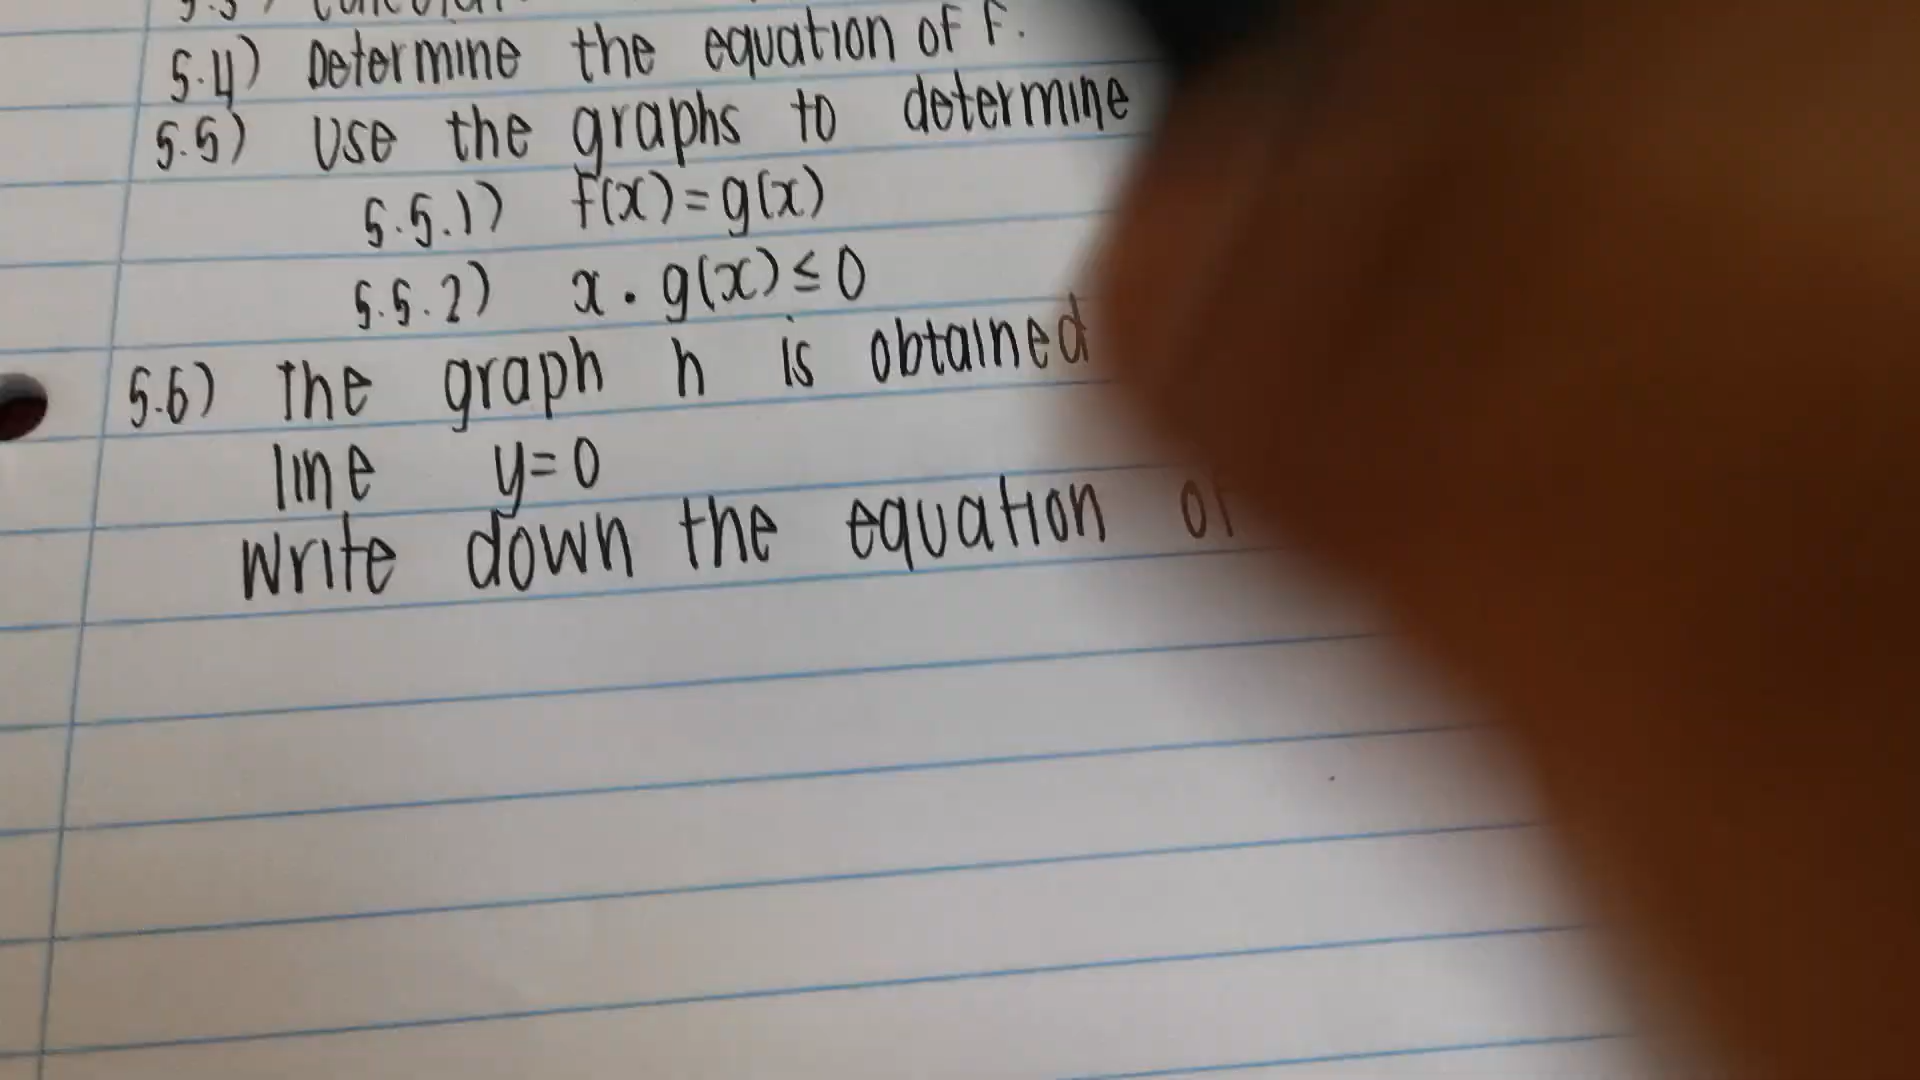 5.4) Determine the equation of f.
5.5) Use the graphs to determine
5.5.1) f(x)=g(x)
5.5.2) x . g(x) ≤ 0
5.6) The graph h is obtained
line y=0
Write down the equation of